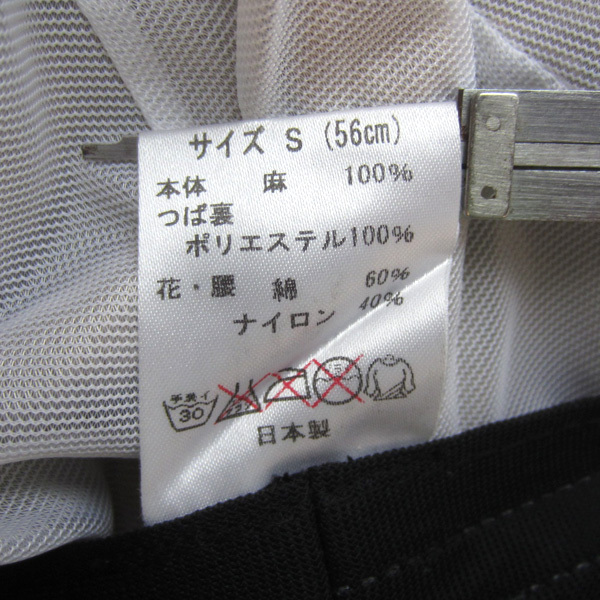 サイズ S (56cm)
本体 麻 100%
つば裏
ポリエステル100%
花・腰 綿 60%
ナイロン 40%
手洗イ
30
日本製